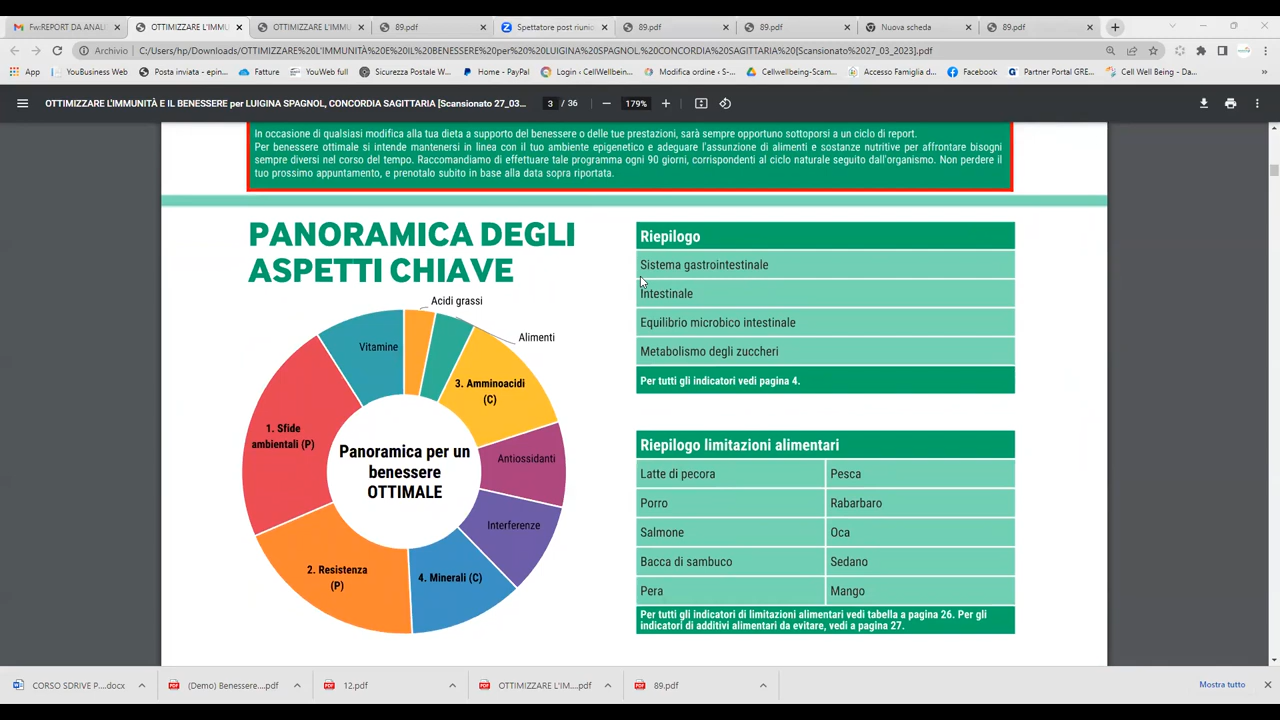 Fw:REPORT DA ANAL
OTTIMIZZARE L'IMMU
OTTIMIZZARE L'IMMUN
89.pdf
Spettatore post riunio
89.pdf
89.pdf
Nuova scheda
89.pdf
Archivio
C:/Users/hp/Downloads/OTTIMIZZARE%20L'IMMUNITÀ%20E%20IL%20BENESSERE%20per%20%20LUIGINA%20SPAGNOL,%20CONCORDIA%20SAGITTARIA%20[Scansionato%2027_03_2023].pdf
App
YouBusiness Web
Posta inviata - epin...
Fatture
YouWeb full
Sicurezza Postale W...
Home - PayPal
Login ‹ CellWellbein...
Modifica ordine ‹ S-...
Cellwellbeing-Scam...
Accesso Famiglia d...
Facebook
Partner Portal GRE...
Cell Well Being - Da...
OTTIMIZZARE L'IMMUNITÀ E IL BENESSERE per LUIGINA SPAGNOL, CONCORDIA SAGITTARIA [Scansionato 27_03...
3 / 36
179%
In occasione di qualsiasi modifica alla tua dieta a supporto del benessere o delle tue prestazioni, sarà sempre opportuno sottoporsi a un ciclo di report.
Per benessere ottimale si intende mantenersi in linea con il tuo ambiente epigenetico e adeguare l'assunzione di alimenti e sostanze nutritive per affrontare bisogni
sempre diversi nel corso del tempo. Raccomandiamo di effettuare tale programma ogni 90 giorni, corrispondenti al ciclo naturale seguito dall'organismo. Non perdere il
tuo prossimo appuntamento, e prenotalo subito in base alla data sopra riportata.
PANORAMICA DEGLI
ASPETTI CHIAVE
Acidi grassi
Alimenti
Vitamine
3. Amminoacidi
(C)
1. Sfide
ambientali (P)
Antiossidanti
Panoramica per un
benessere
OTTIMALE
Interferenze
2. Resistenza
(P)
4. Minerali (C)
Riepilogo
Sistema gastrointestinale
Intestinale
Equilibrio microbico intestinale
Metabolismo degli zuccheri
Per tutti gli indicatori vedi pagina 4.
Riepilogo limitazioni alimentari
Latte di pecora
Pesca
Porro
Rabarbaro
Salmone
Oca
Bacca di sambuco
Sedano
Pera
Mango
Per tutti gli indicatori di limitazioni alimentari vedi tabella a pagina 26. Per gli
indicatori di additivi alimentari da evitare, vedi a pagina 27.
CORSO SDRIVE P....docx
(Demo) Benessere....pdf
12.pdf
OTTIMIZZARE L'IM....pdf
89.pdf
Mostra tutto